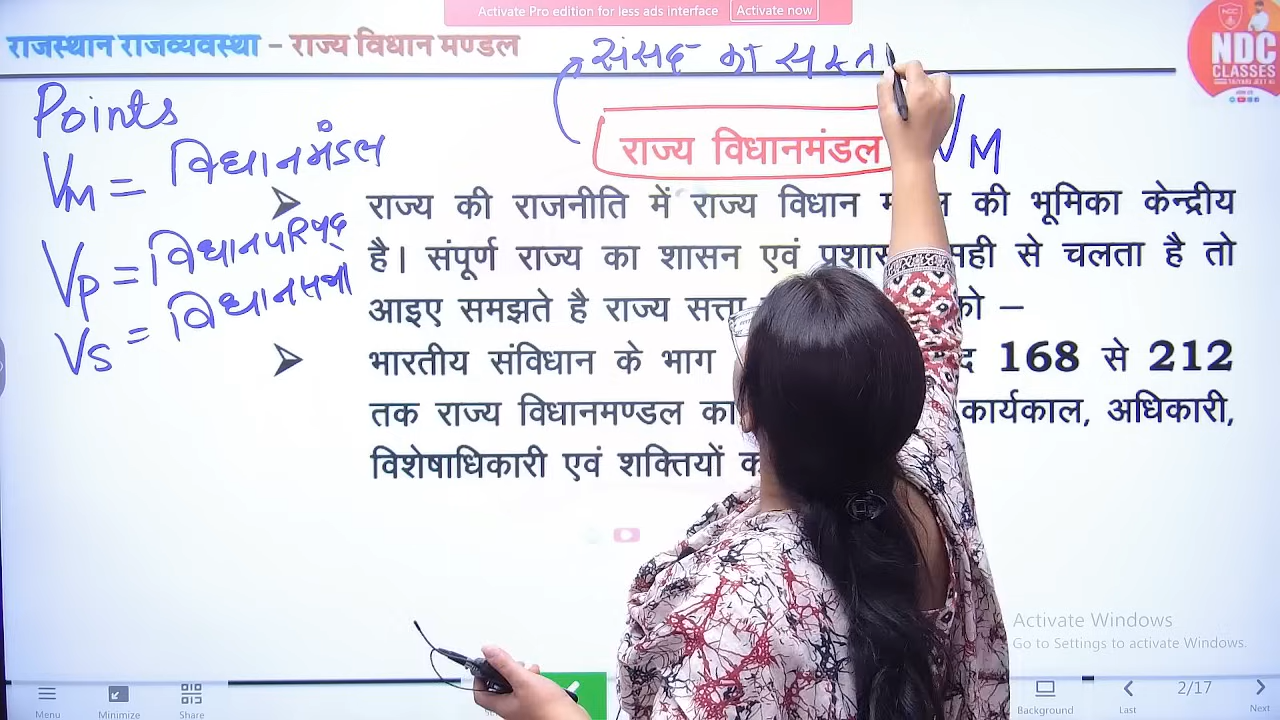 Activate Pro edition for less ads interface Activate now
राजस्थान राजव्यवस्था – राज्य विधान मण्डल
संसद का
NDC
CLASSES
Points
VM = विधानमंडल
VP = विधानपरिषद्
VS = विधानसभा
राज्य विधानमंडल
VM
राज्य की राजनीति में राज्य विधान की भूमिका केन्द्रीय
है। संपूर्ण राज्य का शासन एवं सही से चलता है तो
आइए समझते है राज्य सत्ता को –
भारतीय संविधान के भाग 168 से 212
तक राज्य विधानमण्डल का कार्यकाल, अधिकारी,
विशेषाधिकारी एवं शक्तियों
Activate Windows
Go to Settings to activate Windows.
Menu
Minimize
Share
Background
Last
2/17
Next